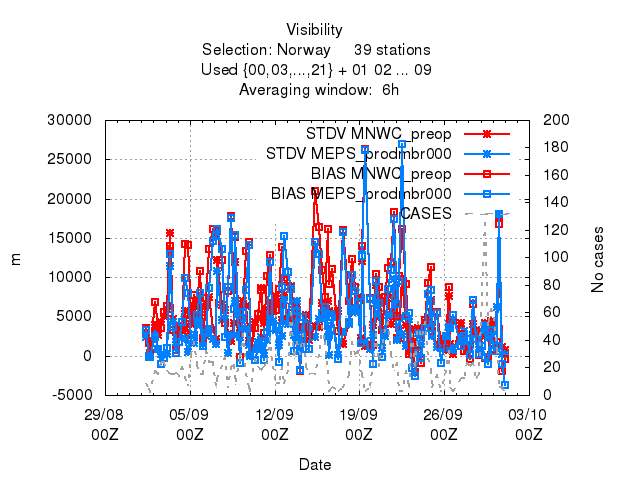 Visibility
Selection: Norway 39 stations
Used {00,03,...,21} + 01 02 ... 09
Averaging window: 6h
30000
25000
20000
15000
10000
5000
0
-5000
m
200
180
160
140
120
100
80
60
40
20
0
No cases
STDV MNWC_preop
STDV MEPS_prodmbr000
BIAS MNWC_preop
BIAS MEPS_prodmbr000
CASES
29/08 05/09 12/09 19/09 26/09 03/10
00Z 00Z 00Z 00Z 00Z 00Z
Date